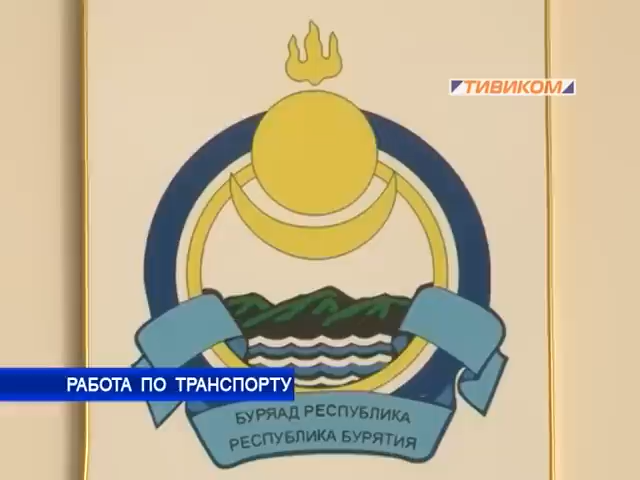 ТИВИКОМ
РАБОТА ПО ТРАНСПОРТУ
БУРЯАД РЕСПУБЛИКА
РЕСПУБЛИКА БУРЯТИЯ